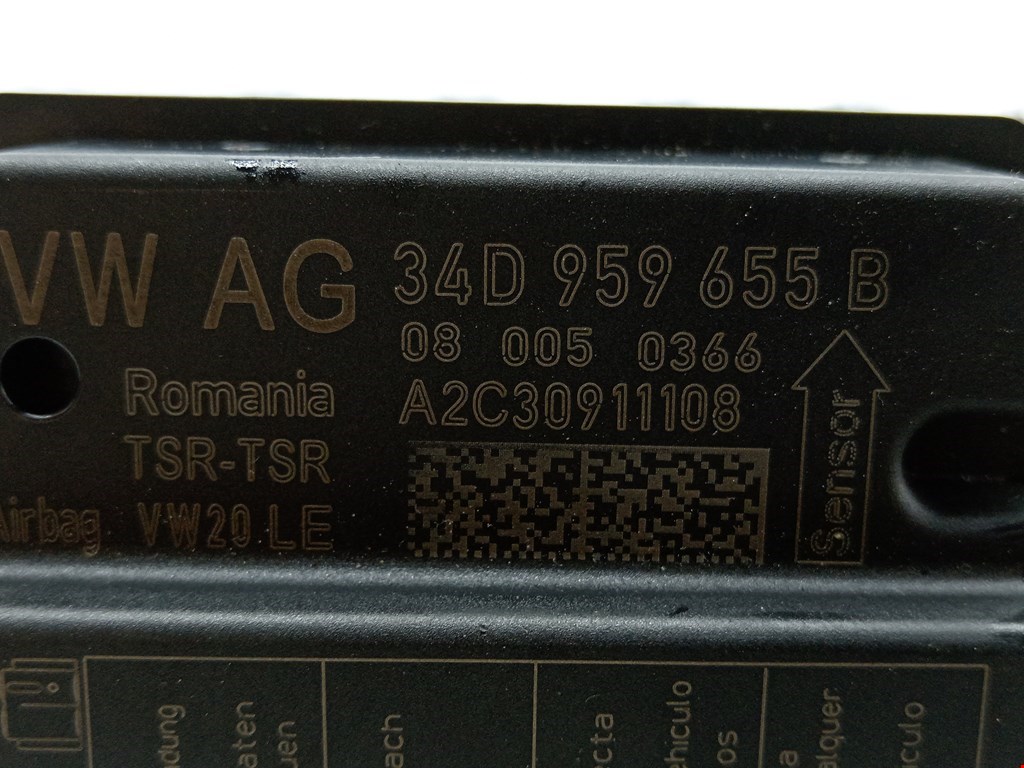 VW AG 34D 959 655 B
08 005 0366
Romania A2C30911108
TSR-TSR
Airbag VW20 LE
Sensor